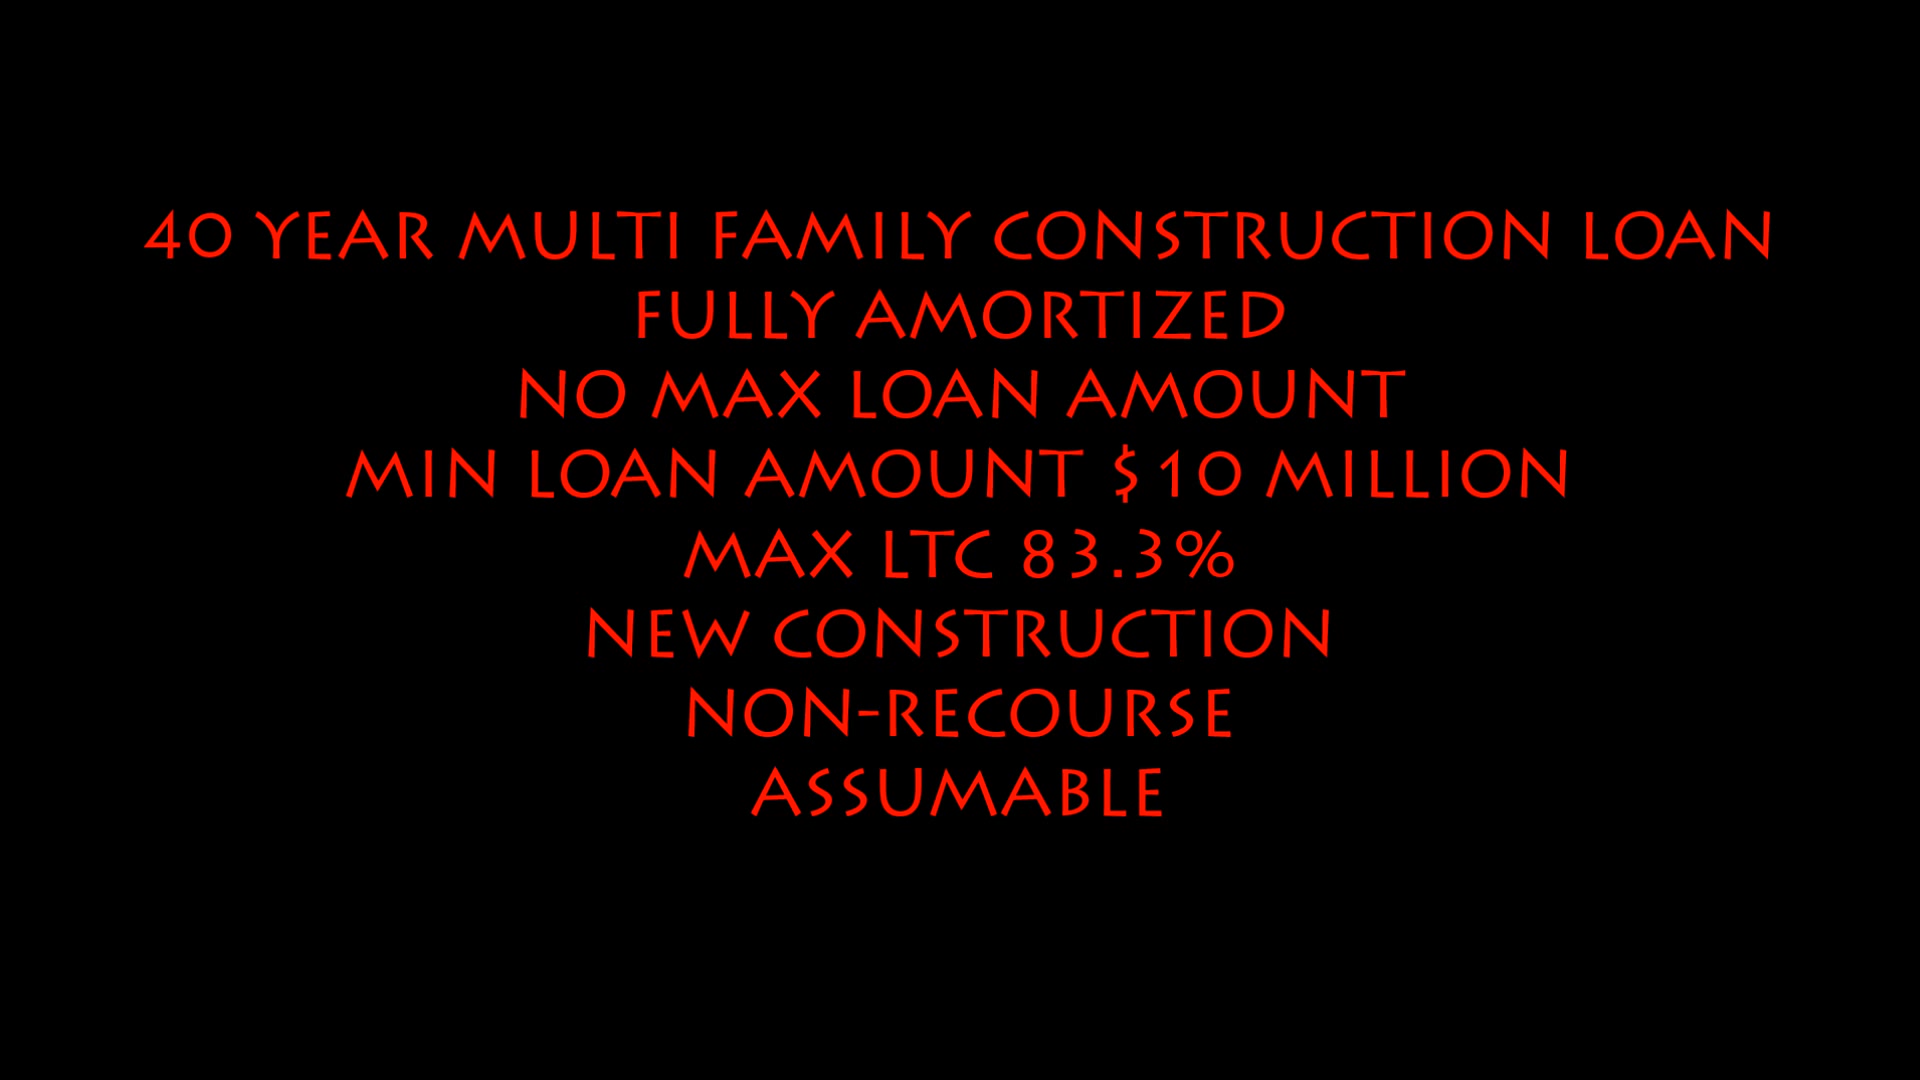 40 YEAR MULTI FAMILY CONSTRUCTION LOAN
FULLY AMORTIZED
NO MAX LOAN AMOUNT
MIN LOAN AMOUNT $10 MILLION
MAX LTC 83.3%
NEW CONSTRUCTION
NON-RECOURSE
ASSUMABLE